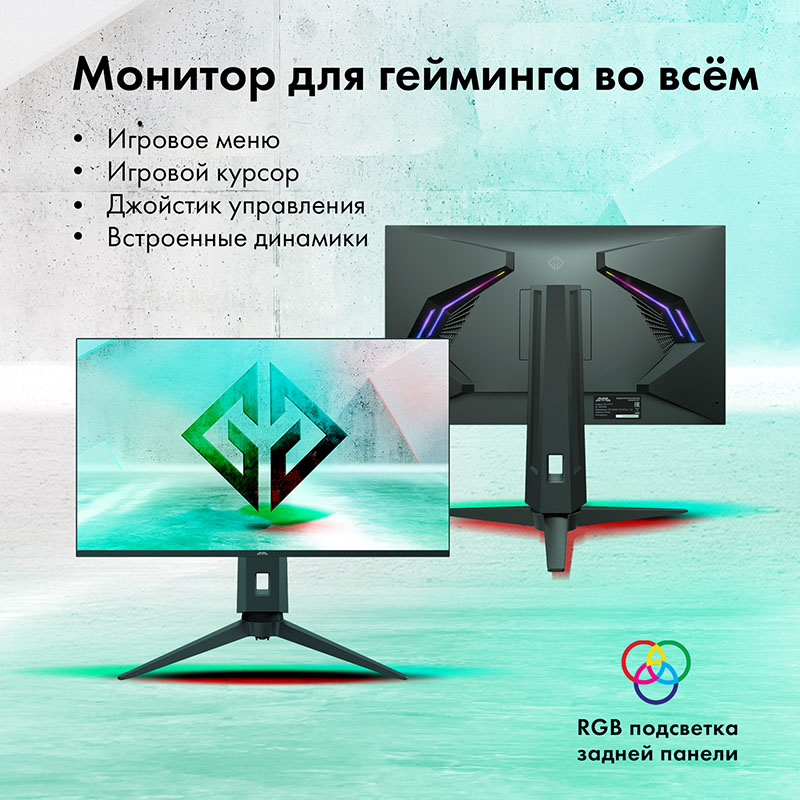 Монитор для гейминга во всём
• Игровое меню
• Игровой курсор
• Джойстик управления
• Встроенные динамики
RGB подсветка
задней панели